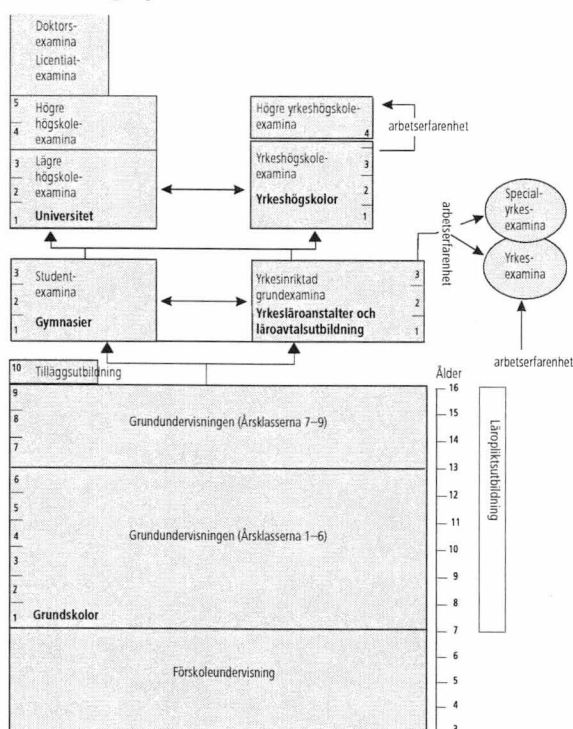 Doktors-
examina
Licentiat-
examina
5
Högre
högskole-
examina
4
3
Lägre
högskole-
examina
2
1
Universitet
Högre yrkeshögskole-
examina
4
arbetserfarenhet
Yrkeshögskole-
examina
3
2
Yrkeshögskolor
1
arbetserfarenhet
Special-
yrkes-
examina
Yrkes-
examina
arbetserfarenhet
3
Student-
examina
2
1
Gymnasier
Yrkesinriktad
grundexamina
Yrkesläroanstalter och
läroavtalsutbildning
3
2
1
10 Tilläggsutbildning
9
8
7
Grundundervisningen (Årsklasserna 7–9)
6
5
4
3
2
1
Grundundervisningen (Årsklasserna 1–6)
Grundskolor
Förskoleundervisning
Ålder
16
15
14
13
12
11
10
9
8
7
6
5
4
3
Läropliktsutbildning